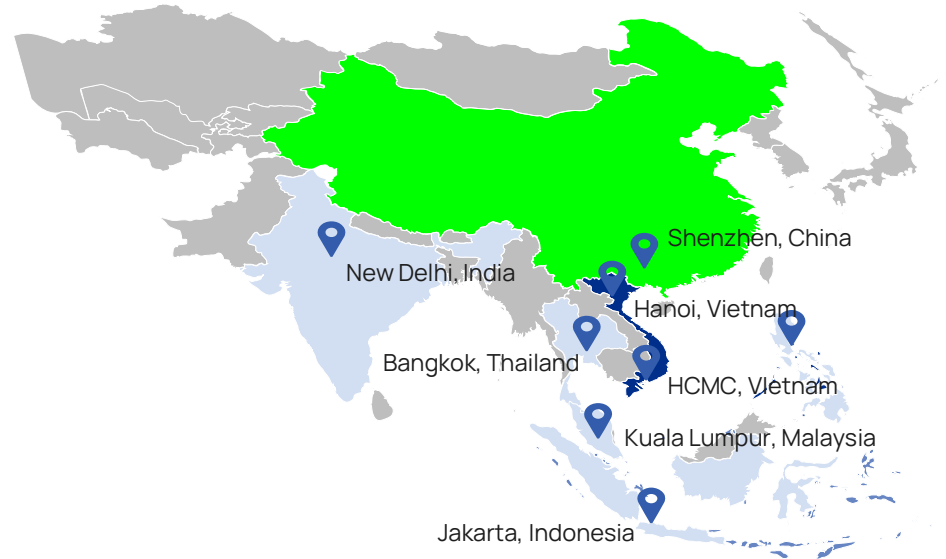 Shenzhen, China
New Delhi, India
Hanoi, Vietnam
Bangkok, Thailand
HCMC, VIetnam
Kuala Lumpur, Malaysia
Jakarta, Indonesia